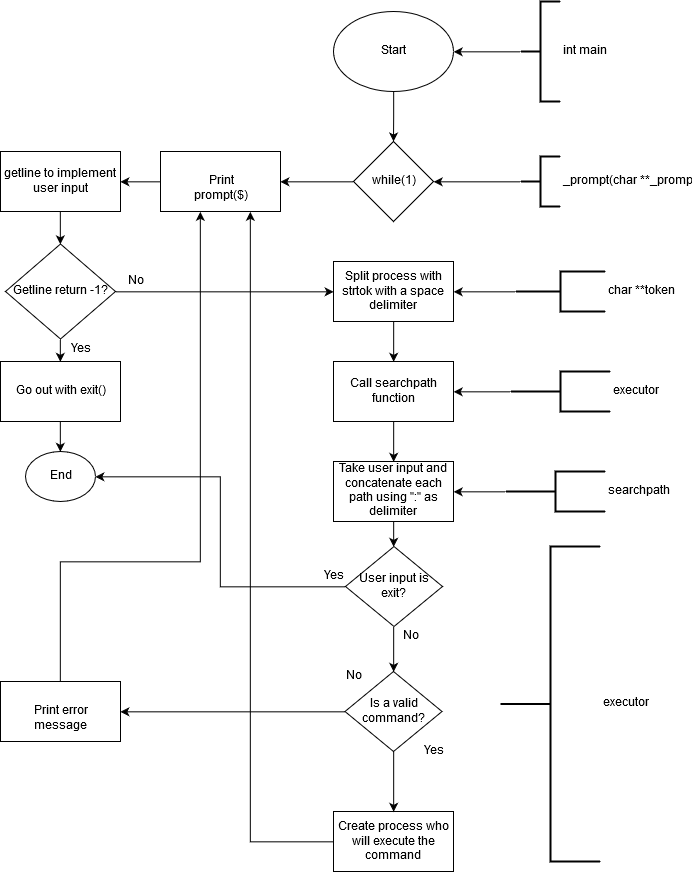 Start
int main
while(1)
_prompt(char **_promp
Print
prompt($)
getline to implement
user input
Getline return -1?
No
Yes
Split process with
strtok with a space
delimiter
char **token
Go out with exit()
Call searchpath
function
executor
End
Take user input and
concatenate each
path using ":" as
delimiter
searchpath
User input is
exit?
Yes
No
No
Is a valid
command?
Yes
executor
Print error
message
Create process who
will execute the
command